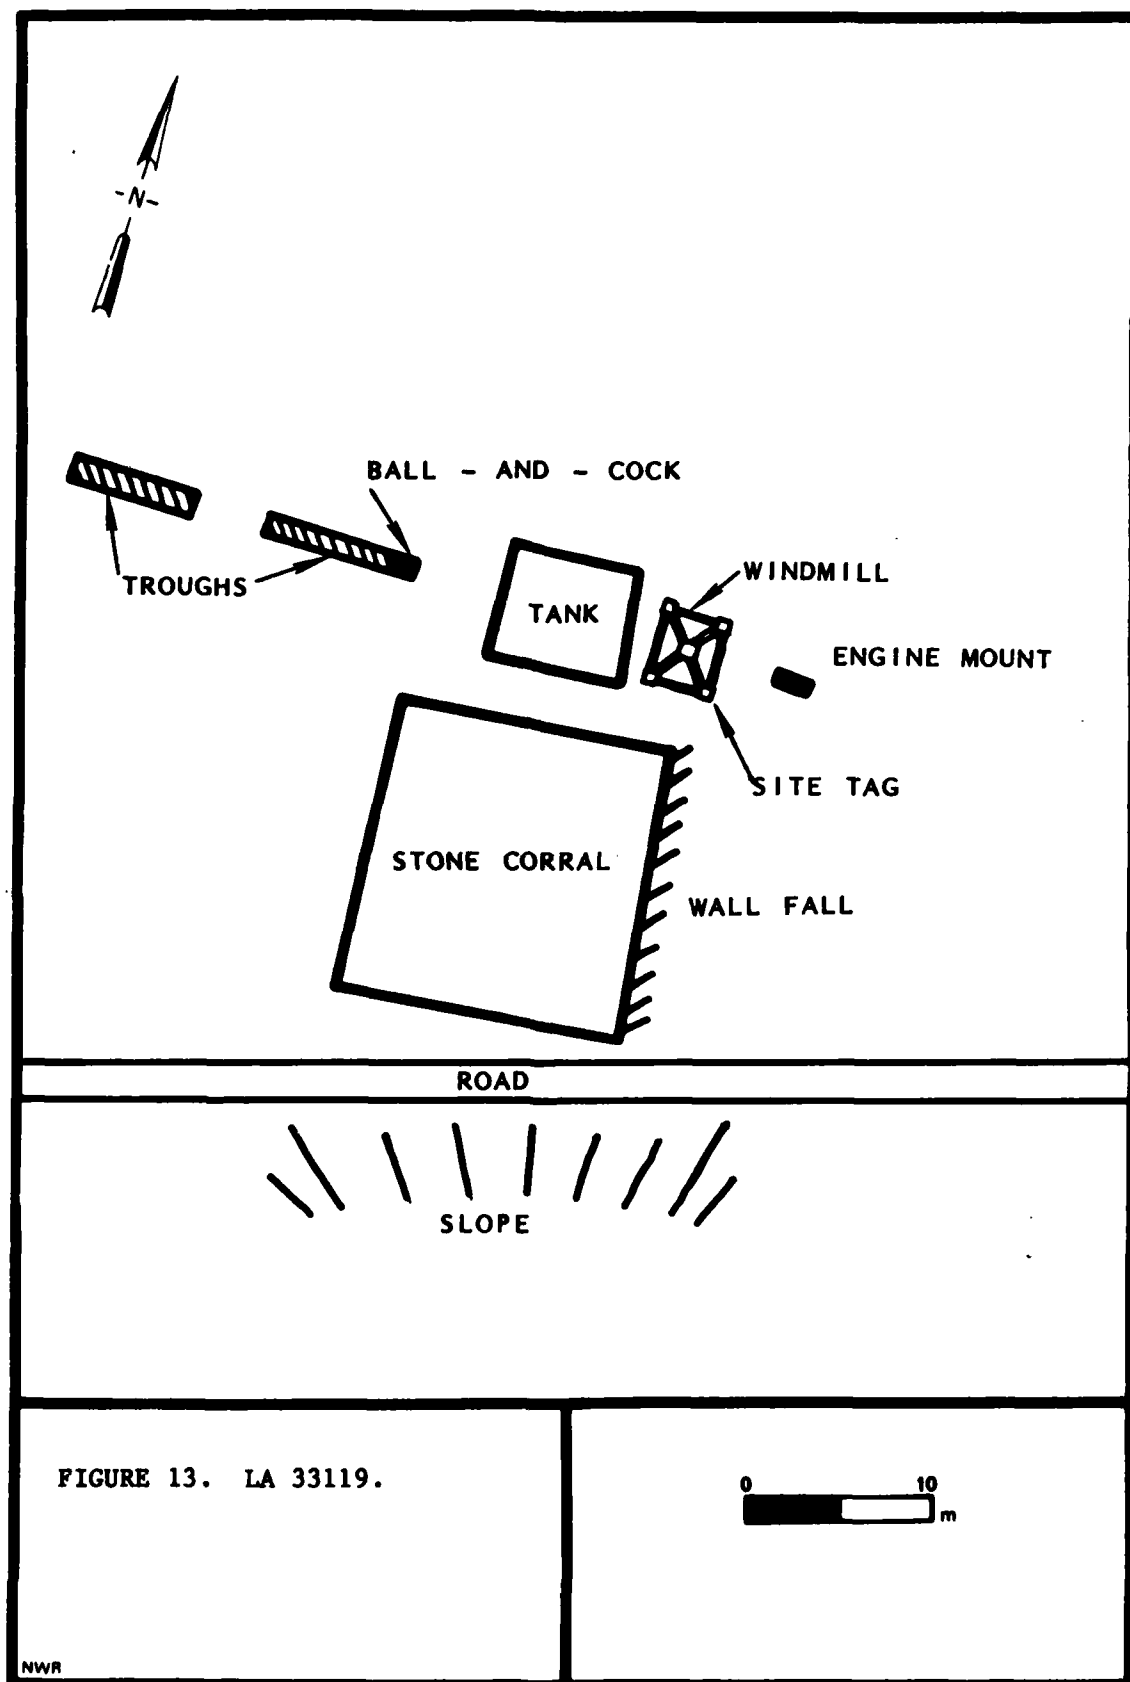 -N-
BALL - AND - COCK
WINDMILL
TROUGHS
TANK
ENGINE MOUNT
SITE TAG
STONE CORRAL
WALL FALL
ROAD
SLOPE
FIGURE 13. LA 33119.
0 10
m
NWR